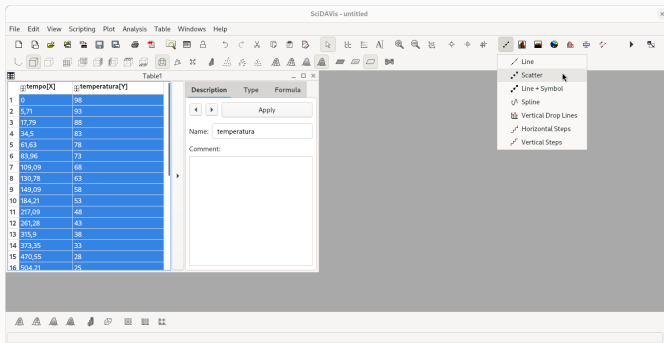 SciDAVis - untitled
File Edit View Scripting Plot Analysis Table Windows Help
Line
Scatter
Line + Symbol
Spline
Vertical Drop Lines
Horizontal Steps
Vertical Steps
Table1
tempo[X] temperatura[Y]
1 0 98
2 5,71 93
3 17,79 88
4 34,5 83
5 61,63 78
6 83,96 73
7 109,09 68
8 130,78 63
9 149,09 58
10 184,21 53
11 217,09 48
12 261,28 43
13 315,9 38
14 373,35 33
15 470,55 28
16 504,21 25
Description Type Formula
Apply
Name: temperatura
Comment: